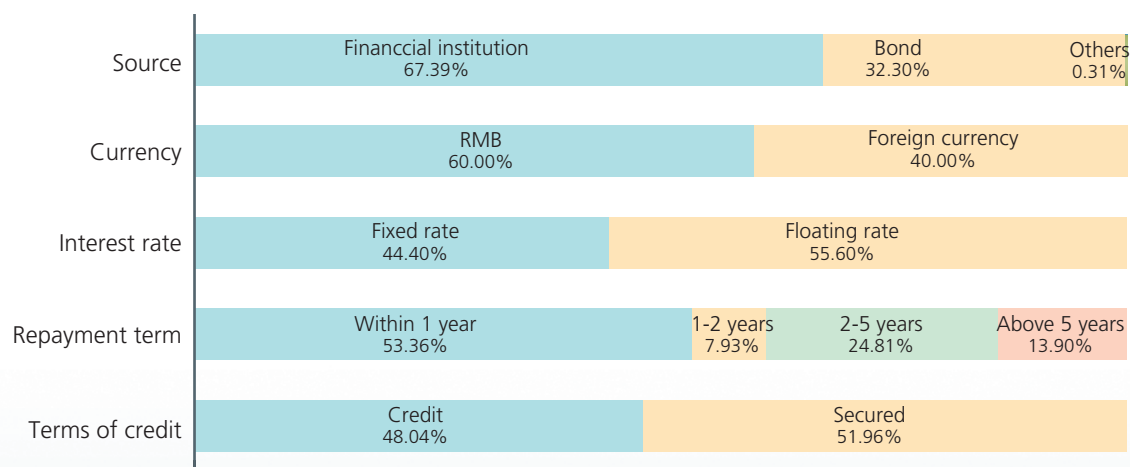 Source
Financcial institution
67.39%
Bond
32.30%
Others
0.31%
Currency
RMB
60.00%
Foreign currency
40.00%
Interest rate
Fixed rate
44.40%
Floating rate
55.60%
Repayment term
Within 1 year
53.36%
1-2 years
7.93%
2-5 years
24.81%
Above 5 years
13.90%
Terms of credit
Credit
48.04%
Secured
51.96%